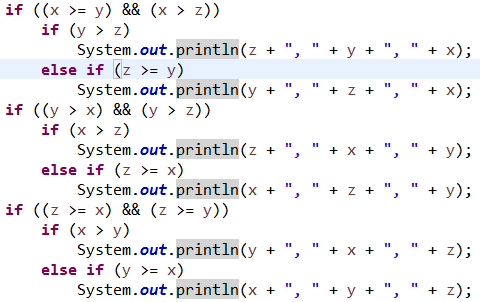 if ((x >= y) && (x > z))
    if (y > z)
        System.out.println(z + ", " + y + ", " + x);
    else if (z >= y)
        System.out.println(y + ", " + z + ", " + x);
if ((y > x) && (y > z))
    if (x > z)
        System.out.println(z + ", " + x + ", " + y);
    else if (z >= x)
        System.out.println(x + ", " + z + ", " + y);
if ((z >= x) && (z >= y))
    if (x > y)
        System.out.println(y + ", " + x + ", " + z);
    else if (y >= x)
        System.out.println(x + ", " + y + ", " + z);